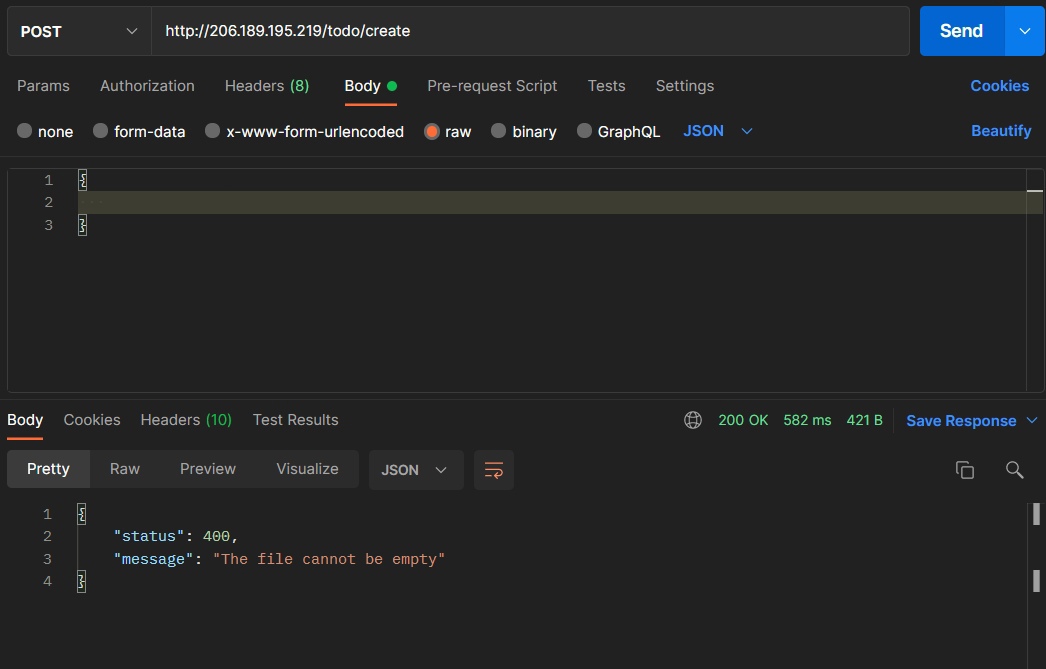 POST http://206.189.195.219/todo/create Send
Params Authorization Headers (8) Body Pre-request Script Tests Settings Cookies
none form-data x-www-form-urlencoded raw binary GraphQL JSON Beautify
1 {
2
3 }
Body Cookies Headers (10) Test Results 200 OK 582 ms 421 B Save Response
Pretty Raw Preview Visualize JSON
1 {
2 "status": 400,
3 "message": "The file cannot be empty"
4 }